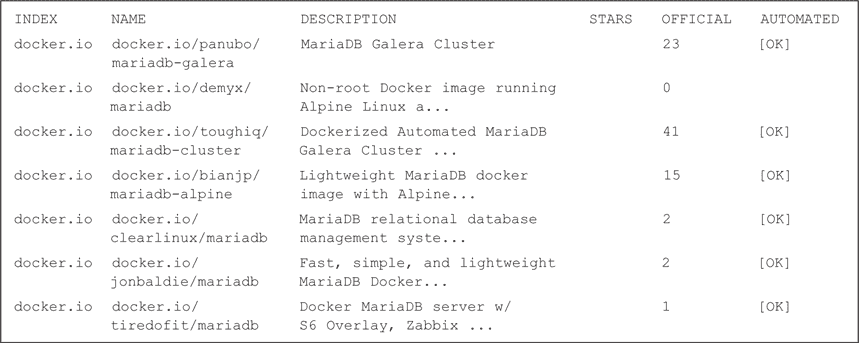 INDEX NAME DESCRIPTION STARS OFFICIAL AUTOMATED
docker.io docker.io/panubo/ MariaDB Galera Cluster 23 [OK]
mariadb-galera
docker.io docker.io/demyx/ Non-root Docker image running 0
mariadb Alpine Linux a...
docker.io docker.io/toughiq/ Dockerized Automated MariaDB 41 [OK]
mariadb-cluster Galera Cluster ...
docker.io docker.io/bianjp/ Lightweight MariaDB docker 15 [OK]
mariadb-alpine image with Alpine...
docker.io docker.io/ MariaDB relational database 2 [OK]
clearlinux/mariadb management syste...
docker.io docker.io/ Fast, simple, and lightweight 2 [OK]
jonbaldie/mariadb MariaDB Docker...
docker.io docker.io/ Docker MariaDB server w/ 1 [OK]
tiredofit/mariadb S6 Overlay, Zabbix ...